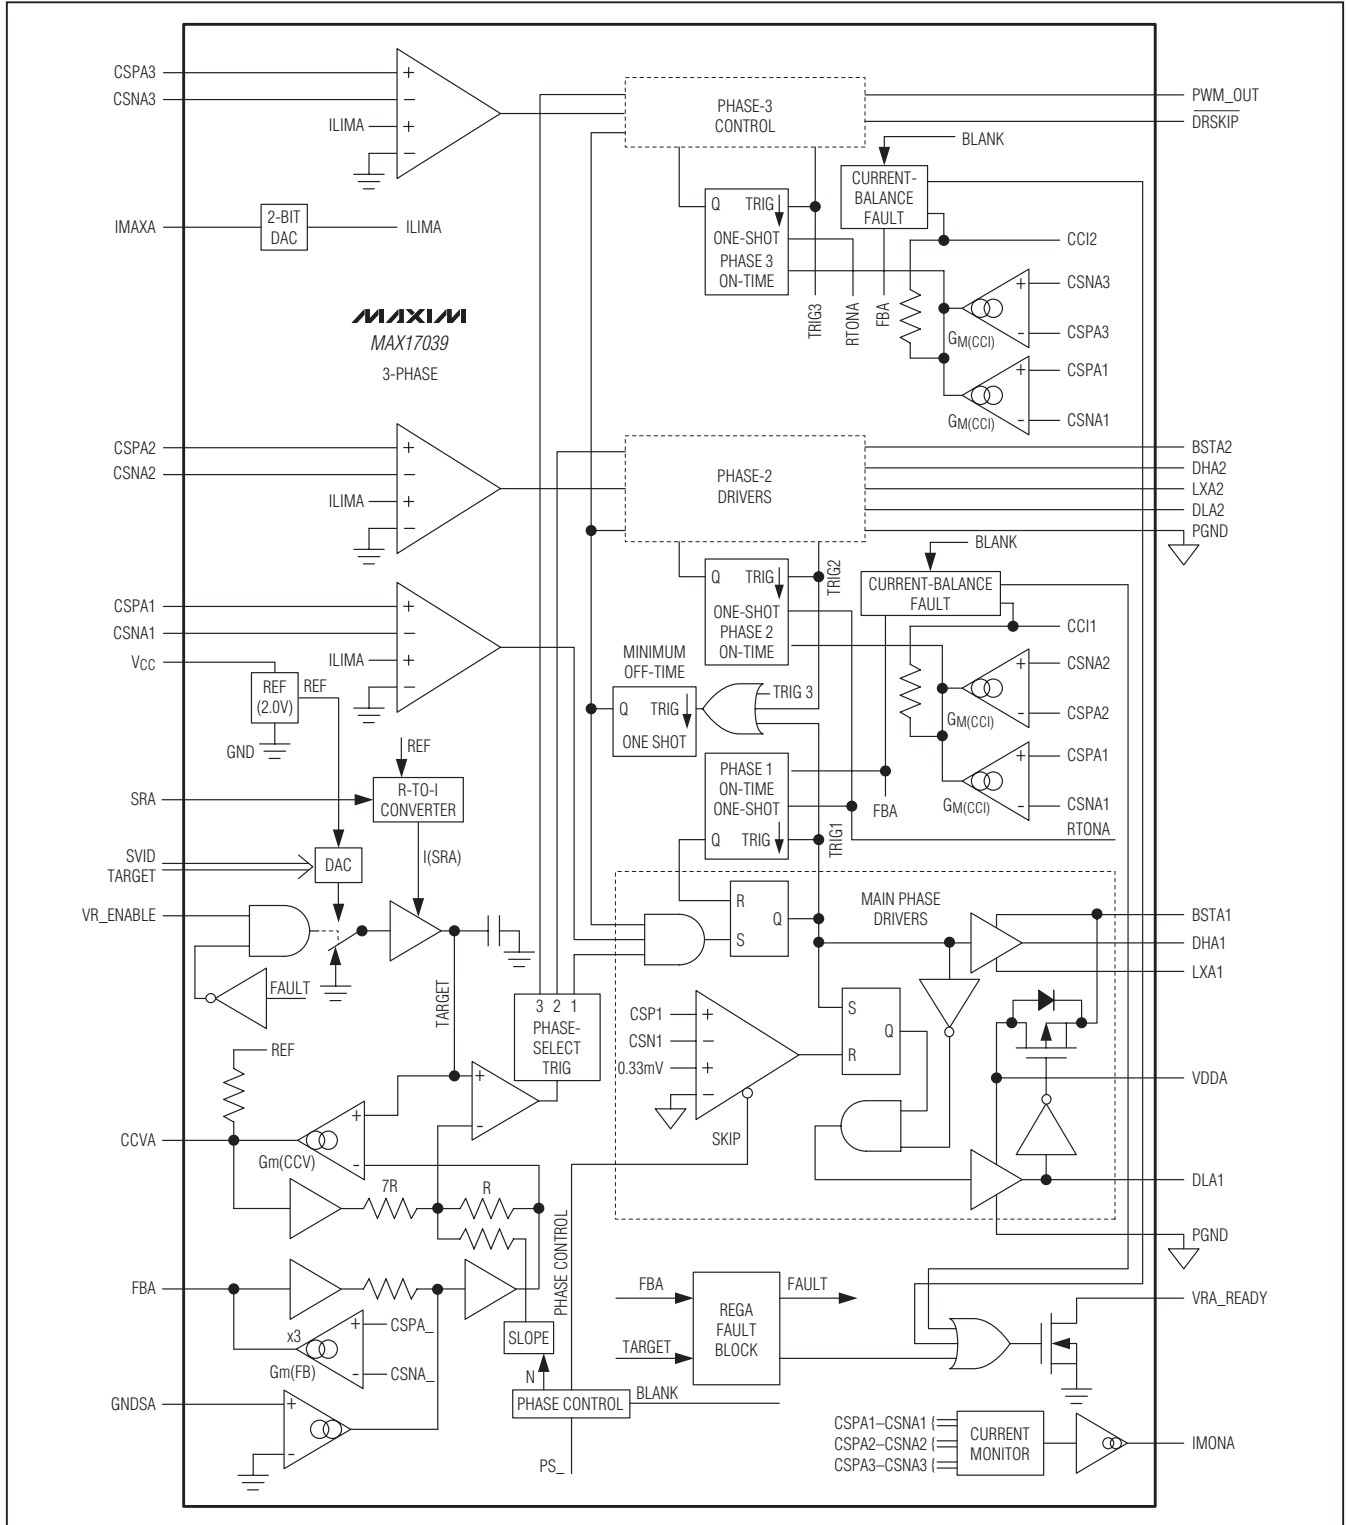 CSPA3
CSNA3
ILIMA
+
−
+
−
PHASE-3
CONTROL
PWM_OUT
DRSKIP
BLANK
CURRENT-
BALANCE
FAULT
IMAXA
2-BIT
DAC
ILIMA
Q TRIG
ONE-SHOT
PHASE 3
ON-TIME
TRIG3
RTONA
FBA
CCI2
+
CSNA3
-
CSPA3
GM(CCI)
+
CSPA1
-
CSNA1
GM(CCI)
MAXIM
MAX17039
3-PHASE
CSPA2
CSNA2
ILIMA
+
−
+
−
PHASE-2
DRIVERS
BSTA2
DHA2
LXA2
DLA2
PGND
BLANK
CURRENT-BALANCE
FAULT
Q TRIG
ONE-SHOT
PHASE 2
ON-TIME
TRIG2
CCI1
+
CSNA2
-
CSPA2
GM(CCI)
+
CSPA1
-
CSNA1
GM(CCI)
RTONA
CSPA1
CSNA1
ILIMA
+
−
+
−
VCC
REF
(2.0V)
REF
GND
MINIMUM
OFF-TIME
Q TRIG
ONE SHOT
TRIG 3
PHASE 1
ON-TIME
ONE-SHOT
Q TRIG
TRIG1
FBA
REF
SRA
R-TO-I
CONVERTER
I(SRA)
SVID
TARGET
DAC
VR_ENABLE
FAULT
TARGET
R
Q
S
MAIN PHASE
DRIVERS
BSTA1
DHA1
LXA1
3 2 1
PHASE-
SELECT
TRIG
CSP1
CSN1
0.33mV
+
−
+
−
SKIP
S
Q
R
VDDA
DLA1
PGND
REF
CCVA
+
-
Gm(CCV)
+
-
7R
R
FBA
x3
+
-
CSPA_
CSNA_
Gm(FB)
SLOPE
N
PHASE CONTROL
PHASE CONTROL
BLANK
PS_
GNDSA
+
-
FBA
TARGET
REGA
FAULT
BLOCK
FAULT
VRA_READY
CSPA1–CSNA1 {
CSPA2–CSNA2 {
CSPA3–CSNA3 {
CURRENT
MONITOR
IMONA